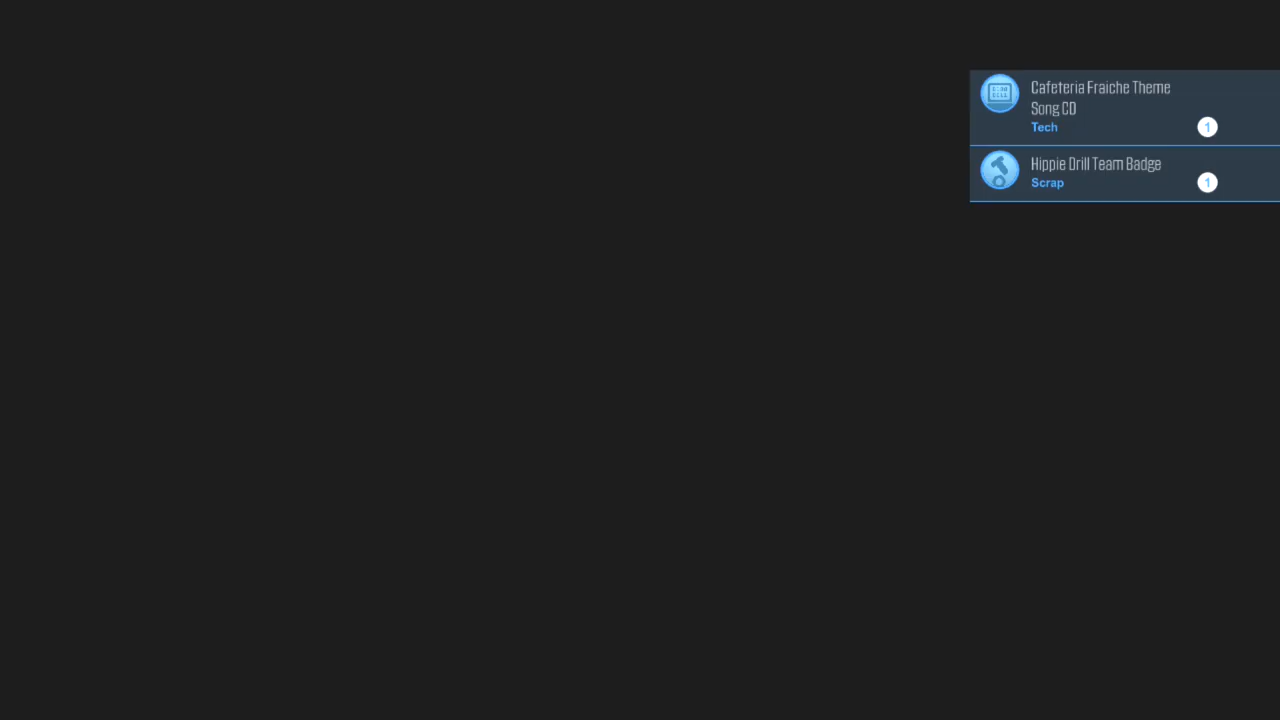 Cafeteria Fraiche Theme
Song CD
Tech
1
Hippie Drill Team Badge
Scrap
1